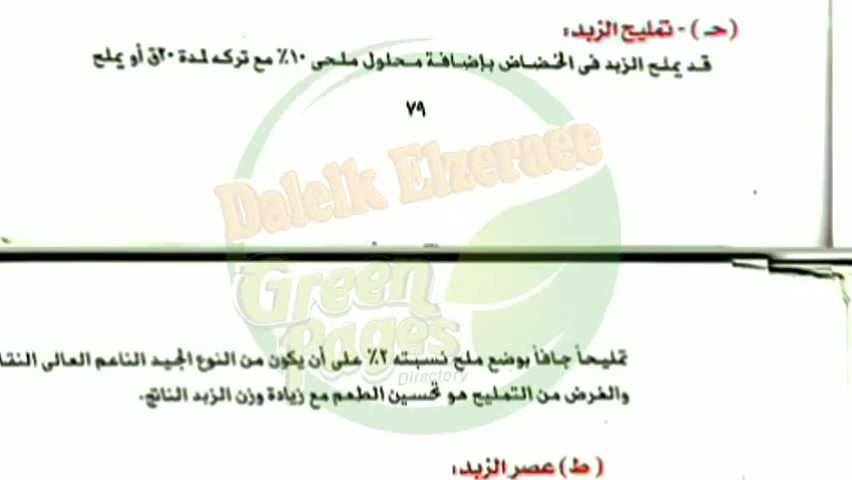 (حـ) - تمليح الزبد:
قد يملح الزبد فى الخضاض بإضافة محلول ملحى ١٠٪ مع تركه لمدة ٢٠ق أو يملح
٧٩
Dalelk Elzeraee
Green
Pages
Directory
تمليحاً جافاً بوضع ملح نسبته ٢٪ على أن يكون من النوع الجيد الناعم العالى
والغرض من التمليح هو تحسين الطعم مع زيادة وزن الزبد الناتج.
(ط) عصر الزبد: